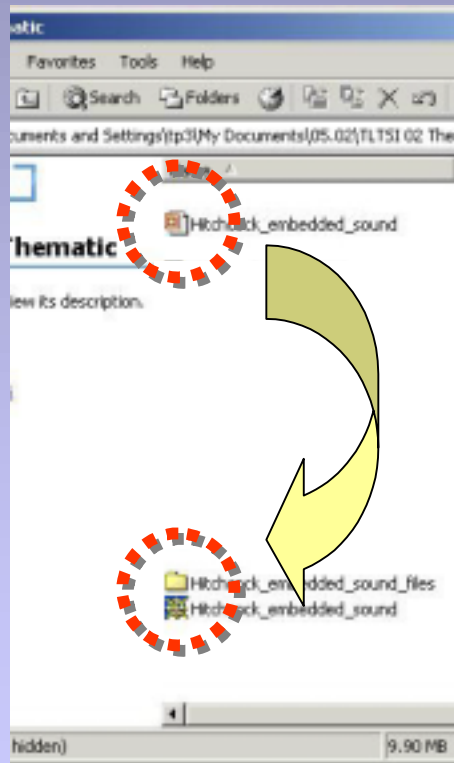 atic
Favorites Tools Help
Search Folders
cuments and Settings\tp3\My Documents\05.02\TLTSI 02 The
Hitchcock_embedded_sound
Thematic
iew its description.
Hitchcock_embedded_sound_files
Hitchcock_embedded_sound
hidden) 9.90 MB